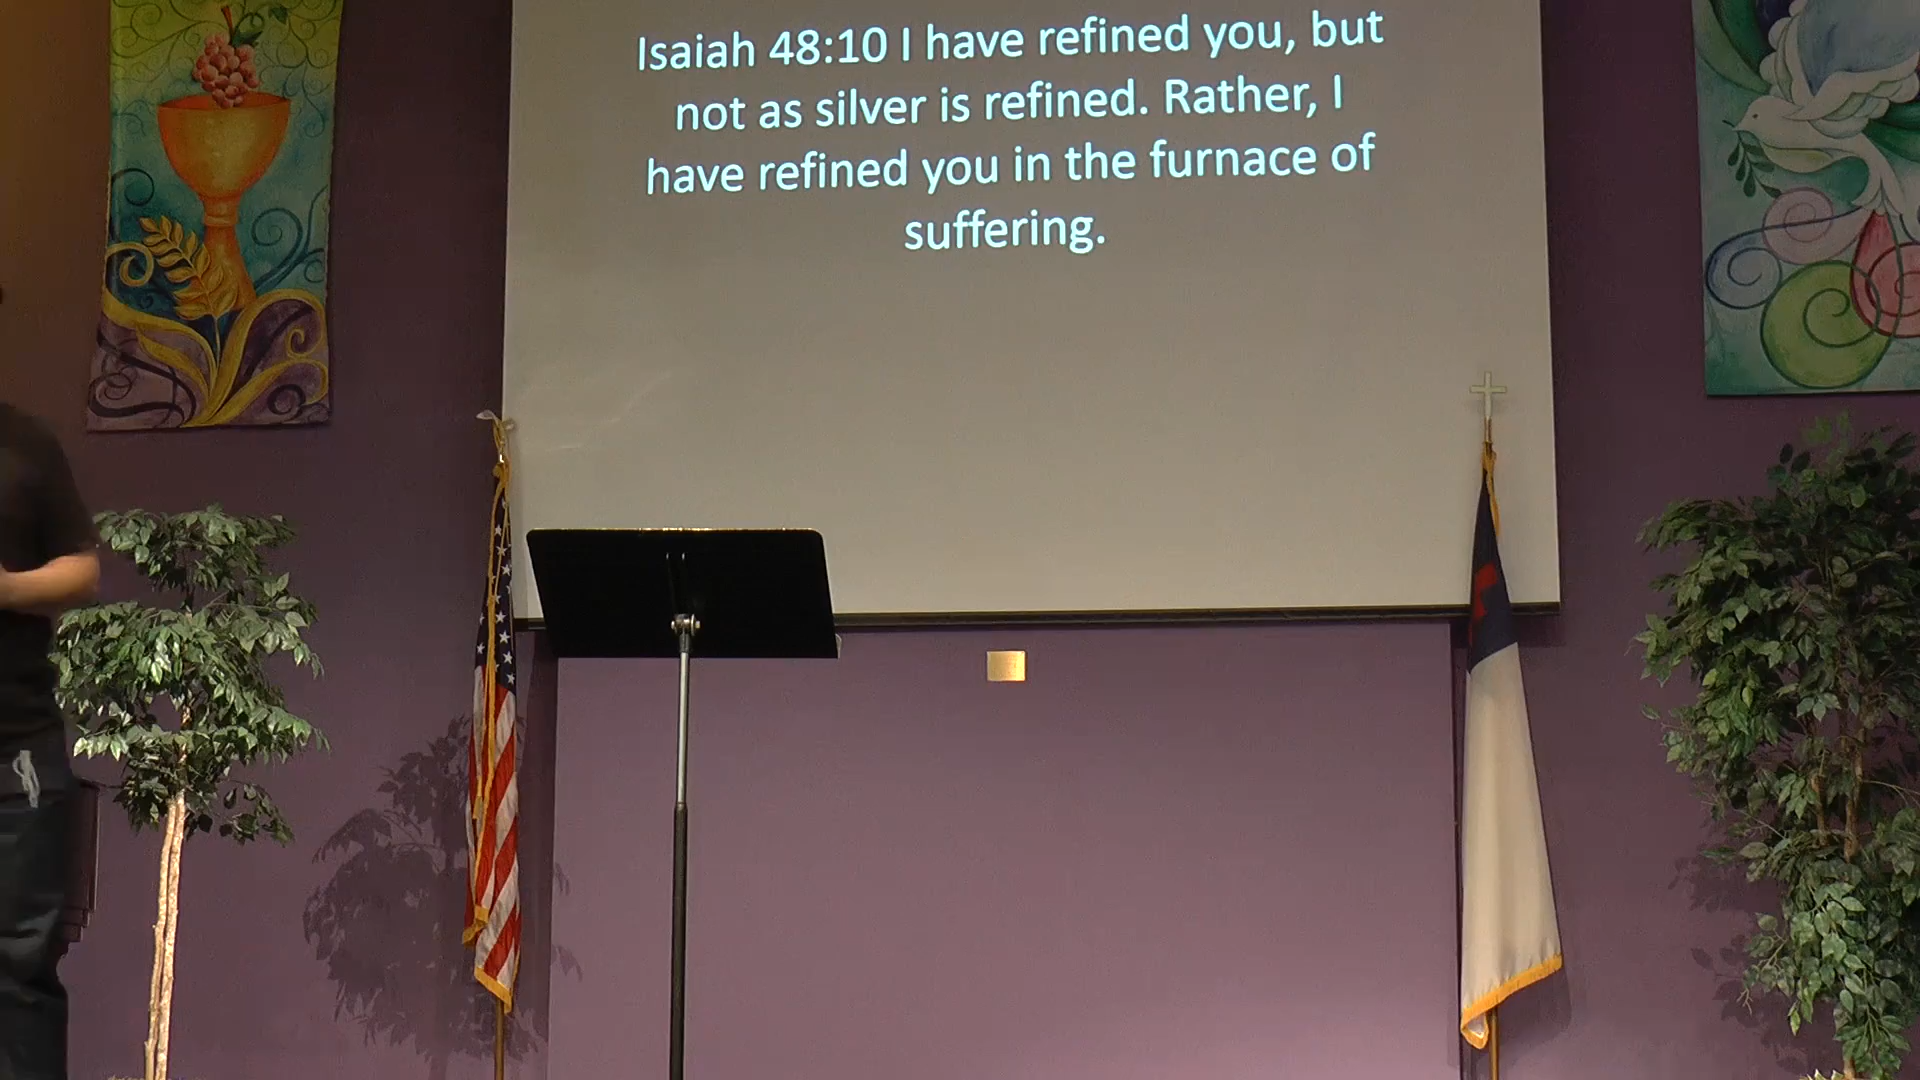 Isaiah 48:10 I have refined you, but
not as silver is refined. Rather, I
have refined you in the furnace of
suffering.